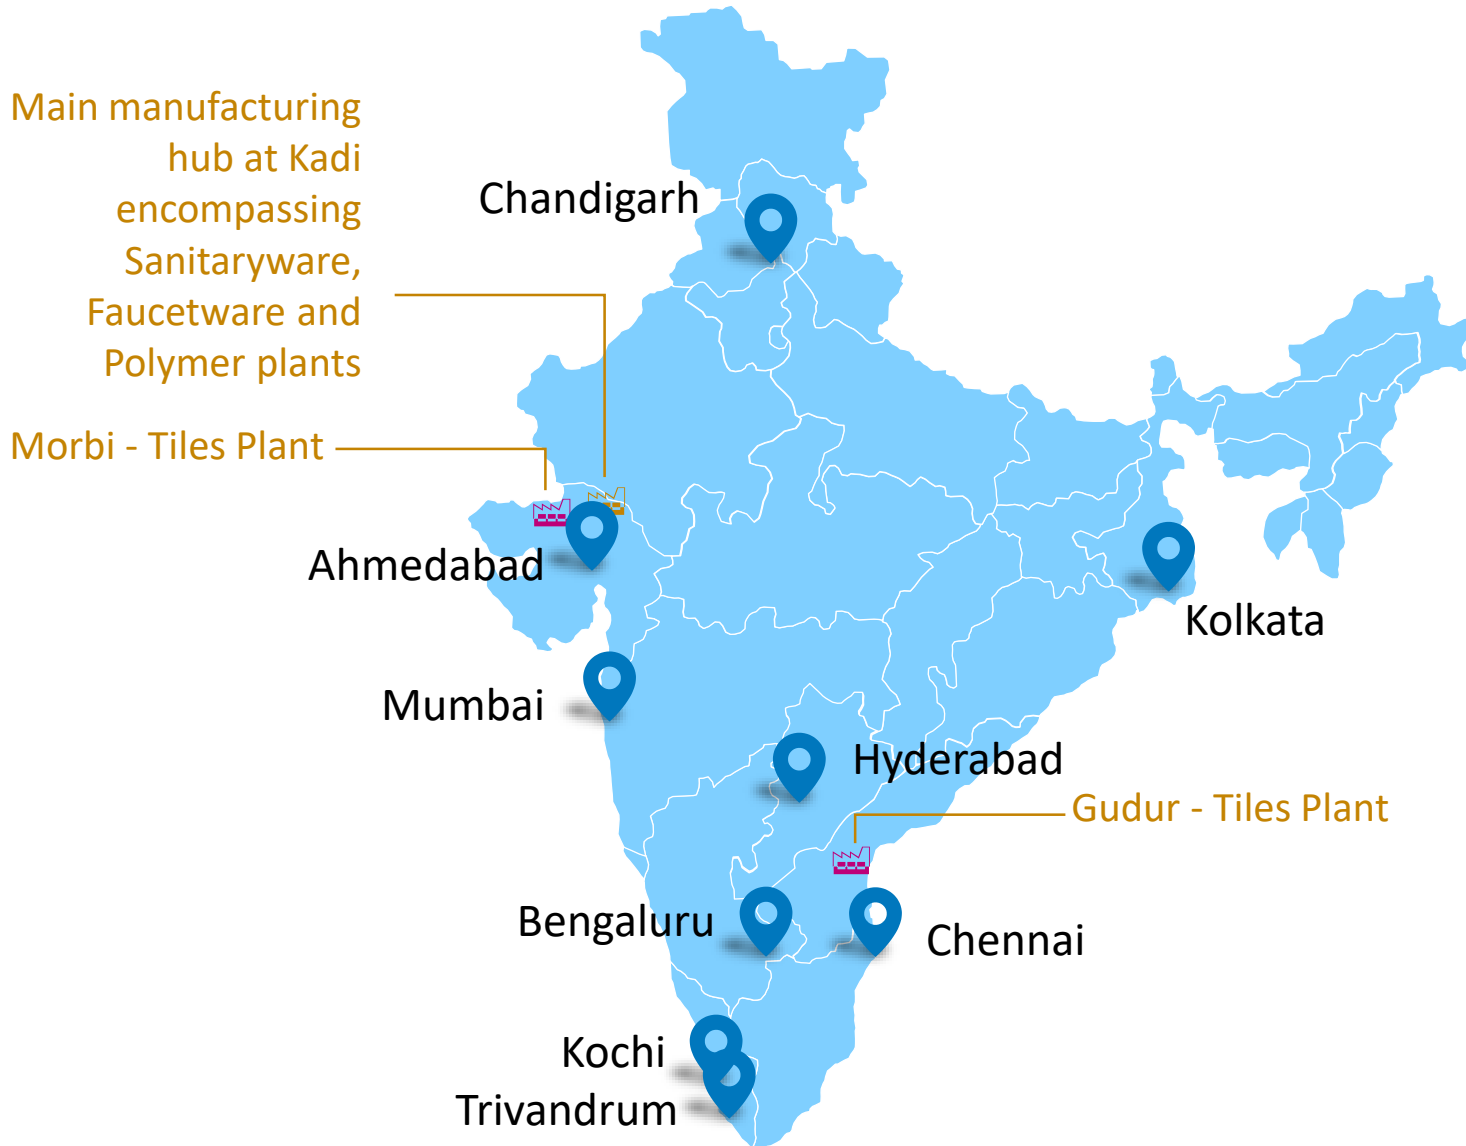 Main manufacturing
hub at Kadi
encompassing
Sanitaryware,
Faucetware and
Polymer plants
Chandigarh
Morbi - Tiles Plant
Ahmedabad
Kolkata
Mumbai
Hyderabad
Gudur - Tiles Plant
Bengaluru
Chennai
Kochi
Trivandrum